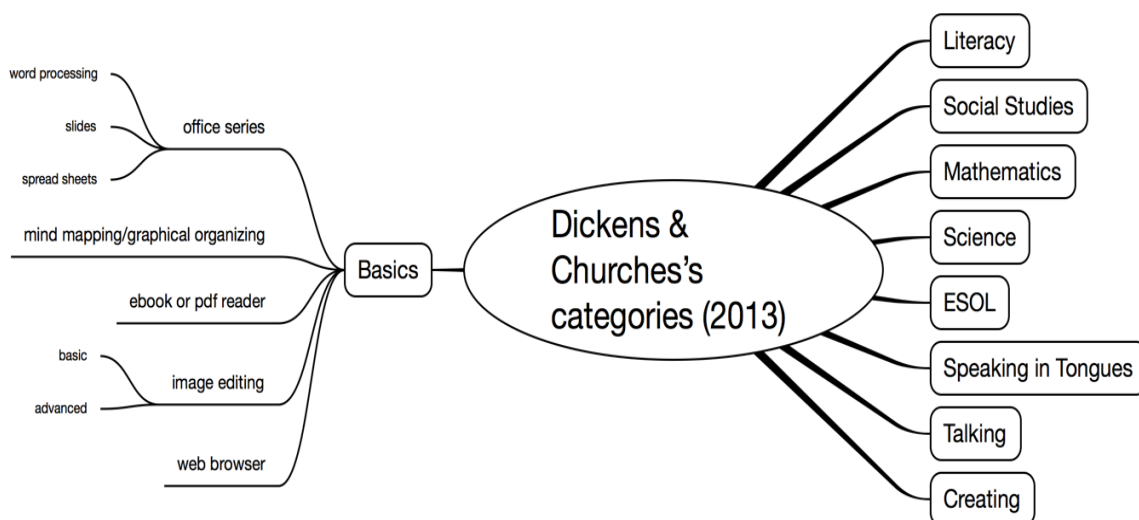 word processing
slides
spread sheets
office series
mind mapping/graphical organizing
ebook or pdf reader
basic
advanced
image editing
web browser
Basics
Dickens &
Churches's
categories (2013)
Literacy
Social Studies
Mathematics
Science
ESOL
Speaking in Tongues
Talking
Creating